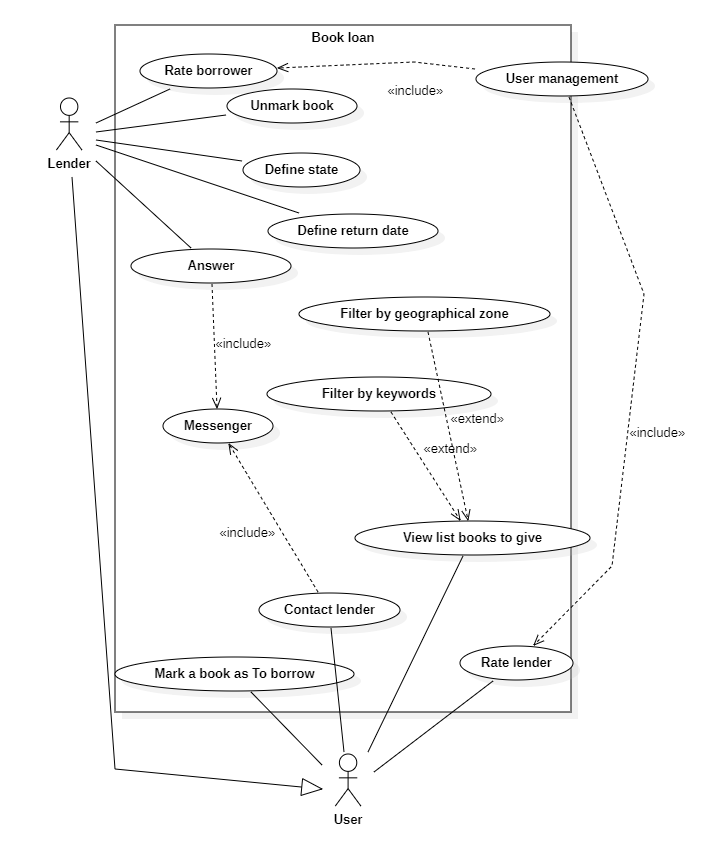 Book loan
Rate borrower
User management
«include»
Unmark book
Lender
Define state
Define return date
Answer
Filter by geographical zone
«include»
Filter by keywords
«extend»
Messenger
«include»
«extend»
«include»
View list books to give
Contact lender
Rate lender
Mark a book as To borrow
User